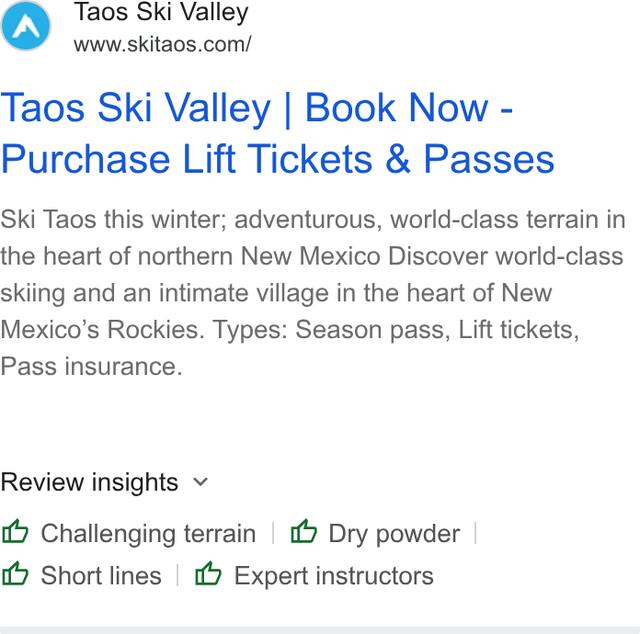 Taos Ski Valley
www.skitaos.com/
Taos Ski Valley | Book Now -
Purchase Lift Tickets & Passes
Ski Taos this winter; adventurous, world-class terrain in
the heart of northern New Mexico Discover world-class
skiing and an intimate village in the heart of New
Mexico’s Rockies. Types: Season pass, Lift tickets,
Pass insurance.
Review insights
Challenging terrain | Dry powder |
Short lines | Expert instructors